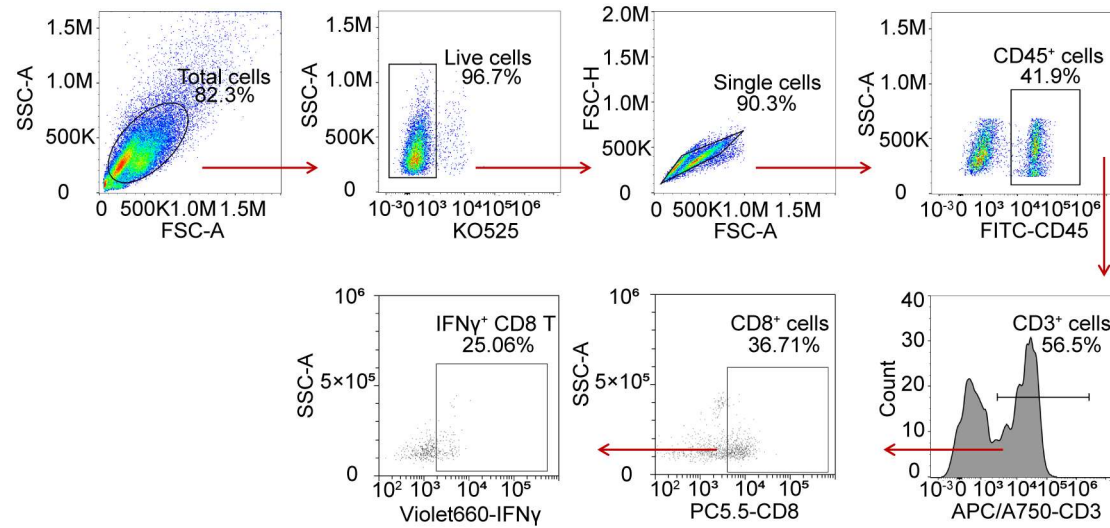 1.5M
1.0M
500K
0
SSC-A
Total cells
82.3%
0 500K1.0M 1.5M
FSC-A
1.5M
1.0M
500K
0
SSC-A
Live cells
96.7%
10-30 10³ 10⁴10⁵10⁶
KO525
2.0M
1.5M
1.0M
500K
0
FSC-H
Single cells
90.3%
0 500K1.0M 1.5M
FSC-A
1.5M
1.0M
500K
0
SSC-A
CD45⁺ cells
41.9%
10-30 10³ 10⁴10⁵10⁶
FITC-CD45
10⁶
5×10⁵
0
SSC-A
IFNγ⁺ CD8 T
25.06%
10² 10³ 10⁴ 10⁵
Violet660-IFNγ
10⁶
5×10⁵
0
SSC-A
CD8⁺ cells
36.71%
10² 10³ 10⁴ 10⁵
PC5.5-CD8
40
30
20
10
0
Count
CD3⁺ cells
56.5%
10-30 10³ 10⁴10⁵10⁶
APC/A750-CD3